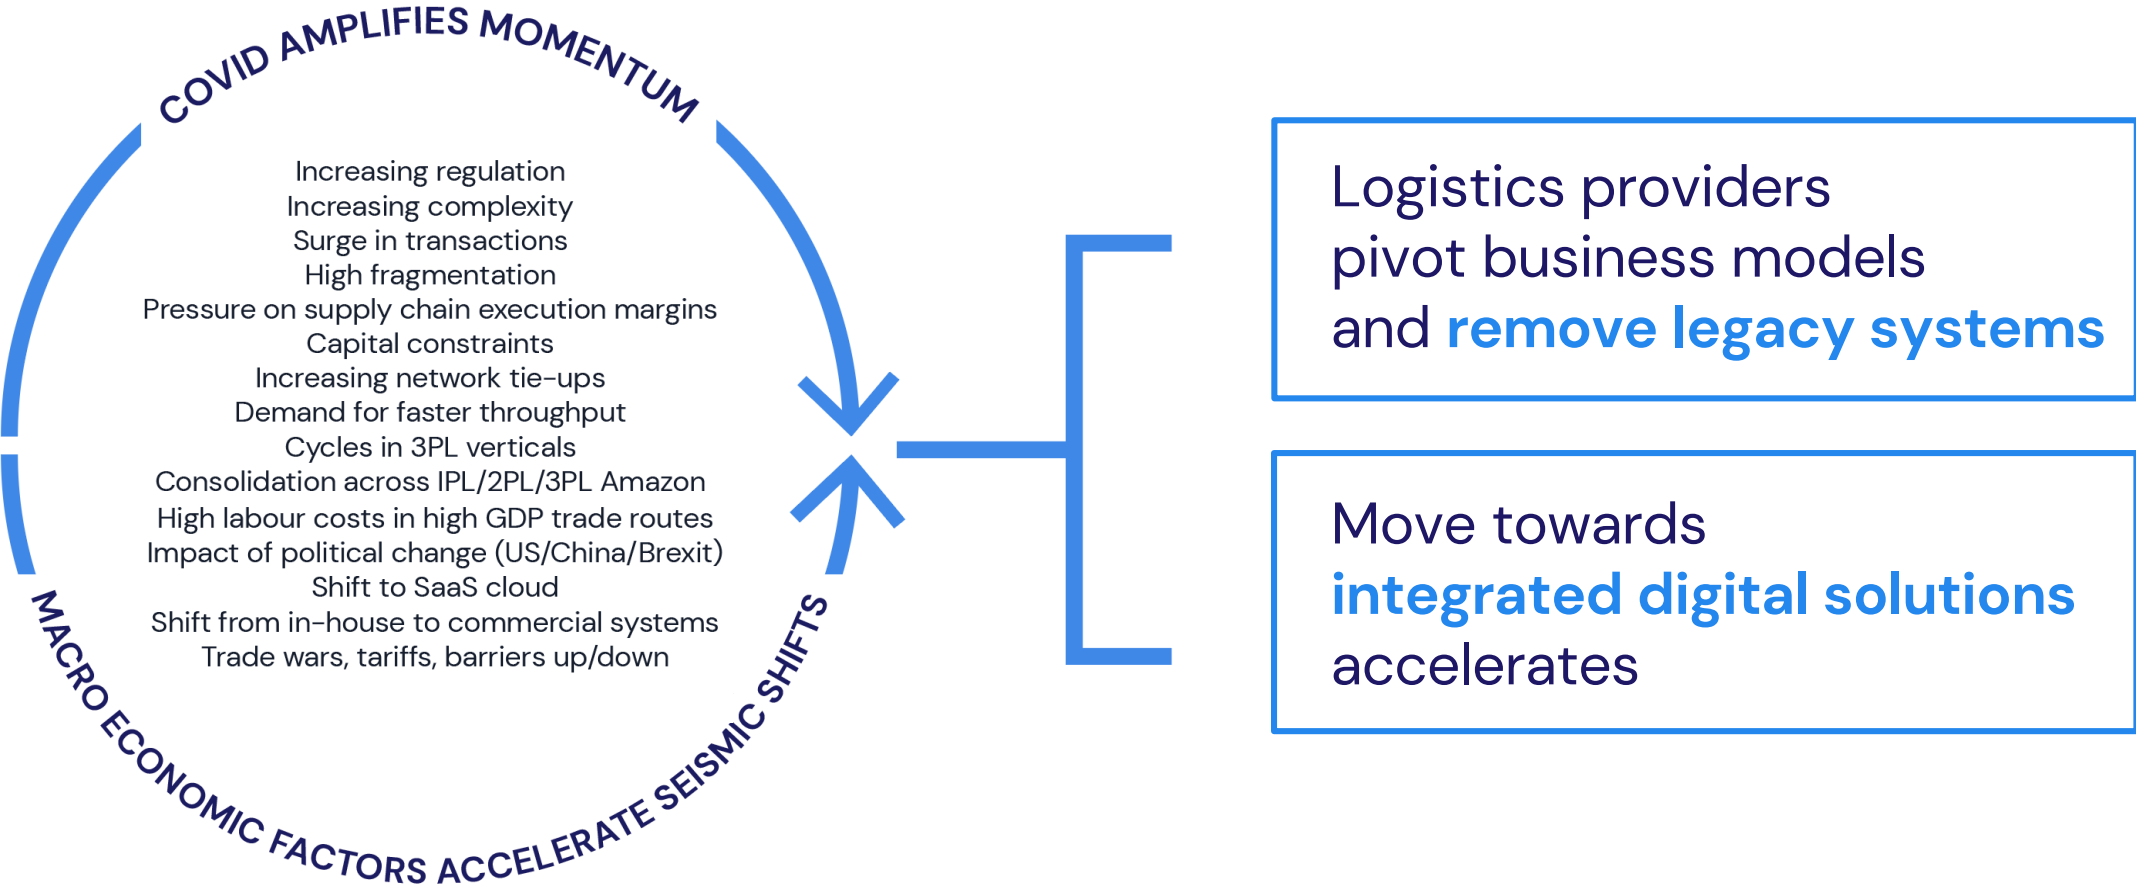 COVID AMPLIFIES MOMENTUM
Increasing regulation
Increasing complexity
Surge in transactions
High fragmentation
Pressure on supply chain execution margins
Capital constraints
Increasing network tie-ups
Demand for faster throughput
Cycles in 3PL verticals
Consolidation across IPL/2PL/3PL Amazon
High labour costs in high GDP trade routes
Impact of political change (US/China/Brexit)
Shift to SaaS cloud
Shift from in-house to commercial systems
Trade wars, tariffs, barriers up/down
MACRO ECONOMIC FACTORS ACCELERATE SEISMIC SHIFTS
Logistics providers
pivot business models
and remove legacy systems
Move towards
integrated digital solutions
accelerates